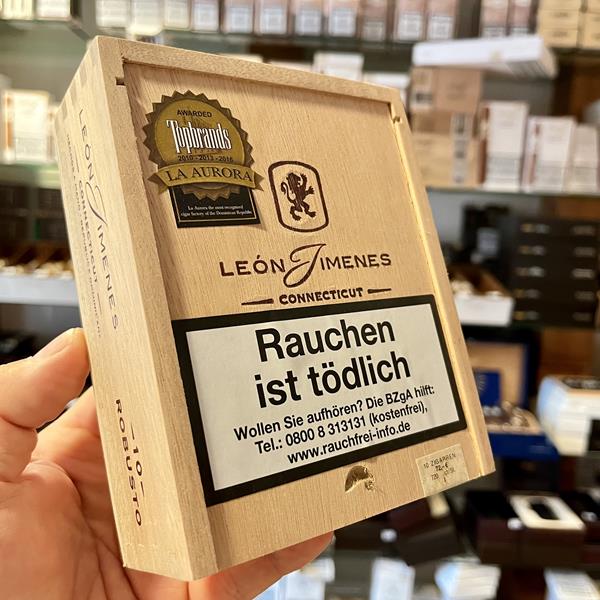 AWARDED
Topbrands
2010 - 2013 - 2016
LA AURORA
La Aurora the most recognized
cigar factory of the Dominican Republic
LEÓN JIMENES
CONNECTICUT
Rauchen
ist tödlich
Wollen Sie aufhören? Die BZgA hilft:
Tel.: 0800 8 313131 (kostenfrei),
www.rauchfrei-info.de
10 ZIGARREN
LEÓN JIMENES
CONNECTICUT
-10-
ROBUSTO